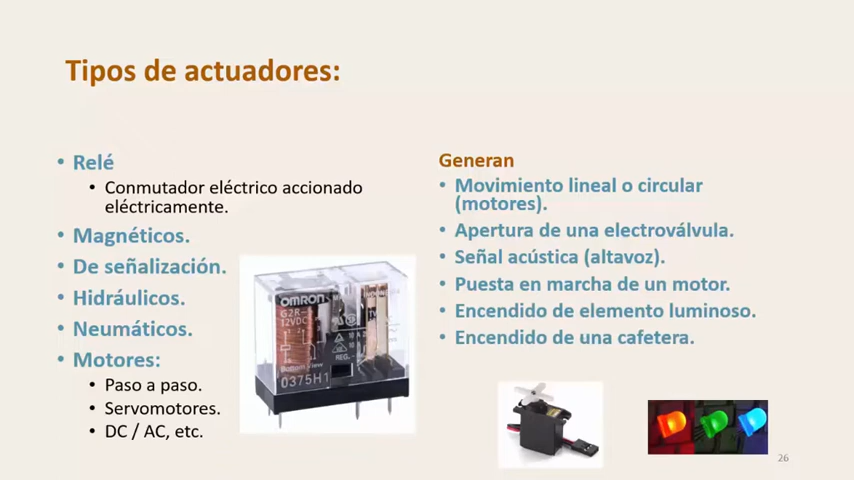 Tipos de actuadores:
• Relé
• Conmutador eléctrico accionado
eléctricamente.
• Magnéticos.
• De señalización.
• Hidráulicos.
• Neumáticos.
• Motores:
• Paso a paso.
• Servomotores.
• DC / AC, etc.
OMRON
G2R-
12VDC
0375H1
Generan
• Movimiento lineal o circular
(motores).
• Apertura de una electroválvula.
• Señal acústica (altavoz).
• Puesta en marcha de un motor.
• Encendido de elemento luminoso.
• Encendido de una cafetera.
26